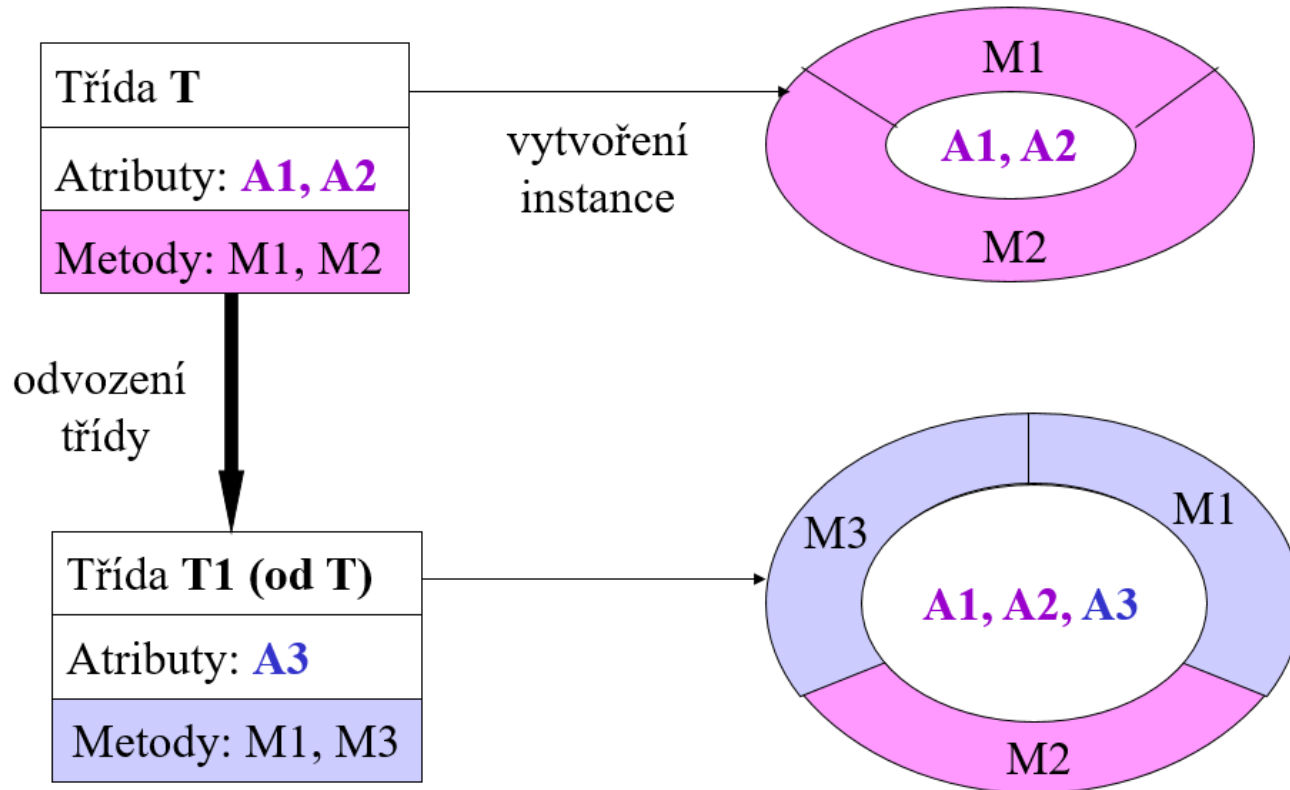 Třída T
Atributy: A1, A2
Metody: M1, M2
vytvoření
instance
M1
A1, A2
M2
odvození
třídy
Třída T1 (od T)
Atributy: A3
Metody: M1, M3
M3
M1
A1, A2, A3
M2